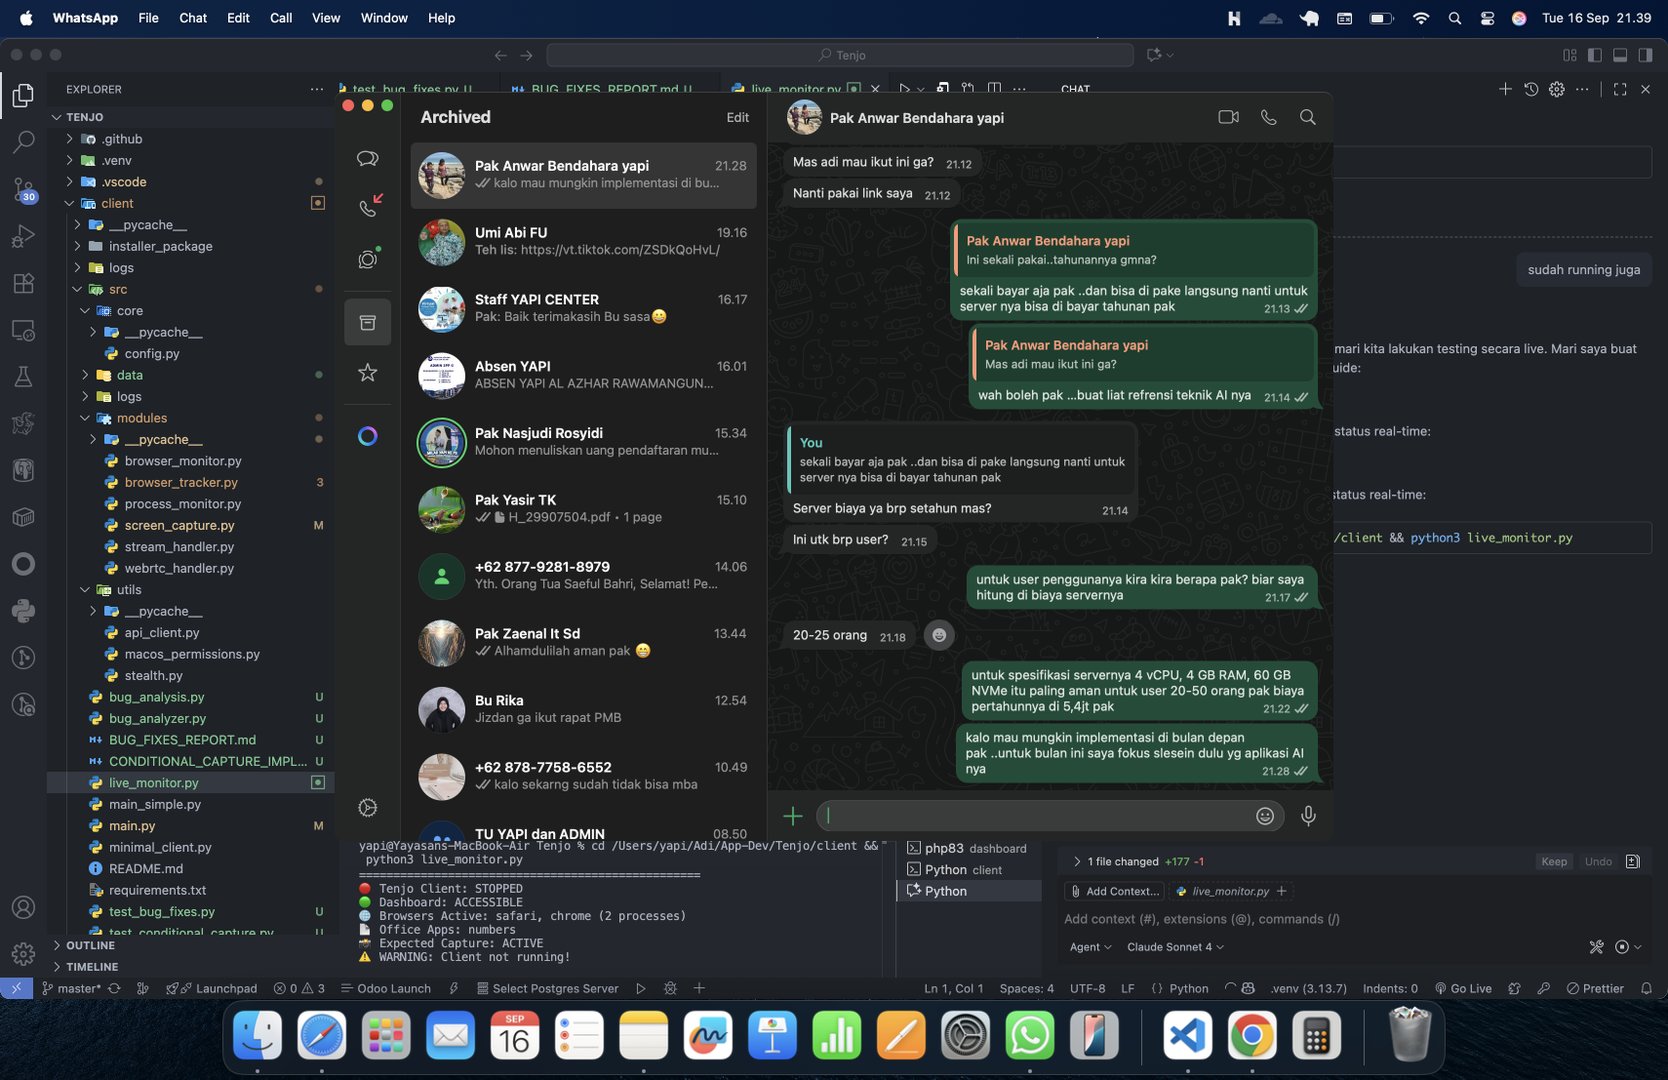 WhatsApp File Chat Edit Call View Window Help
Tue 16 Sep 21.39
Tenjo
EXPLORER
TENJO
.github
.venv
.vscode
client
__pycache__
installer_package
logs
src
core
__pycache__
config.py
data
logs
modules
__pycache__
browser_monitor.py
browser_tracker.py 3
process_monitor.py
screen_capture.py M
stream_handler.py
webrtc_handler.py
utils
__pycache__
api_client.py
macos_permissions.py
stealth.py
bug_analysis.py U
bug_analyzer.py U
BUG_FIXES_REPORT.md U
CONDITIONAL_CAPTURE_IMPL... U
live_monitor.py
main_simple.py
main.py M
minimal_client.py
README.md
requirements.txt
test_bug_fixes.py U
test_conditional_capture.py U
OUTLINE
TIMELINE
30
test_bug_fixes.py U
BUG_FIXES_REPORT.md U
live_monitor.py
CHAT
Archived
Edit
Pak Anwar Bendahara yapi 21.28
kalo mau mungkin implementasi di bu...
Umi Abi FU 19.16
Teh Iis: https://vt.tiktok.com/ZSDkQoHvL/
Staff YAPI CENTER 16.17
Pak: Baik terimakasih Bu sasa😀
Absen YAPI 16.01
ABSEN YAPI AL AZHAR RAWAMANGUN...
Pak Nasjudi Rosyidi 15.34
Mohon menuliskan uang pendaftaran mu...
Pak Yasir TK 15.10
H_29907504.pdf • 1 page
+62 877-9281-8979 14.06
Yth. Orang Tua Saeful Bahri, Selamat! Pe...
Pak Zaenal It Sd 13.44
Alhamdulilah aman pak 😁
Bu Rika 12.54
Jizdan ga ikut rapat PMB
+62 878-7758-6552 10.49
kalo sekarng sudah tidak bisa mba
TU YAPI dan ADMIN 08.50
Pak Anwar Bendahara yapi
Mas adi mau ikut ini ga? 21.12
Nanti pakai link saya 21.12
Pak Anwar Bendahara yapi
Ini sekali pakai..tahunannya gmna?
sekali bayar aja pak ..dan bisa di pake langsung nanti untuk
server nya bisa di bayar tahunan pak 21.13
Pak Anwar Bendahara yapi
Mas adi mau ikut ini ga?
wah boleh pak ...buat liat refrensi teknik AI nya 21.14
You
sekali bayar aja pak ..dan bisa di pake langsung nanti untuk
server nya bisa di bayar tahunan pak
Server biaya ya brp setahun mas? 21.14
Ini utk brp user? 21.15
untuk user penggunanya kira kira berapa pak? biar saya
hitung di biaya servernya 21.17
20-25 orang 21.18
untuk spesifikasi servernya 4 vCPU, 4 GB RAM, 60 GB
NVMe itu paling aman untuk user 20-50 orang pak biaya
pertahunnya di 5,4jt pak 21.22
kalo mau mungkin implementasi di bulan depan
pak ..untuk bulan ini saya fokus slesein dulu yg aplikasi AI
nya 21.28
sudah running juga
mari kita lakukan testing secara live. Mari saya buat
uide:
status real-time:
status real-time:
/client && python3 live_monitor.py
yapi@Yayasans-MacBook-Air Tenjo % cd /Users/yapi/Adi/App-Dev/Tenjo/client &&
python3 live_monitor.py
==================================================
🔴 Tenjo Client: STOPPED
🟢 Dashboard: ACCESSIBLE
🌐 Browsers Active: safari, chrome (2 processes)
📄 Office Apps: numbers
📸 Expected Capture: ACTIVE
⚠️ WARNING: Client not running!
php83 dashboard
Python client
Python
1 file changed +177 -1
Keep Undo
Add Context... live_monitor.py
Add context (#), extensions (@), commands (/)
Agent Claude Sonnet 4
master* Launchpad 0 3 Odoo Launch Select Postgres Server Ln 1, Col 1 Spaces: 4 UTF-8 LF Python .venv (3.13.7) Indents: 0 Go Live Prettier
SEP
16